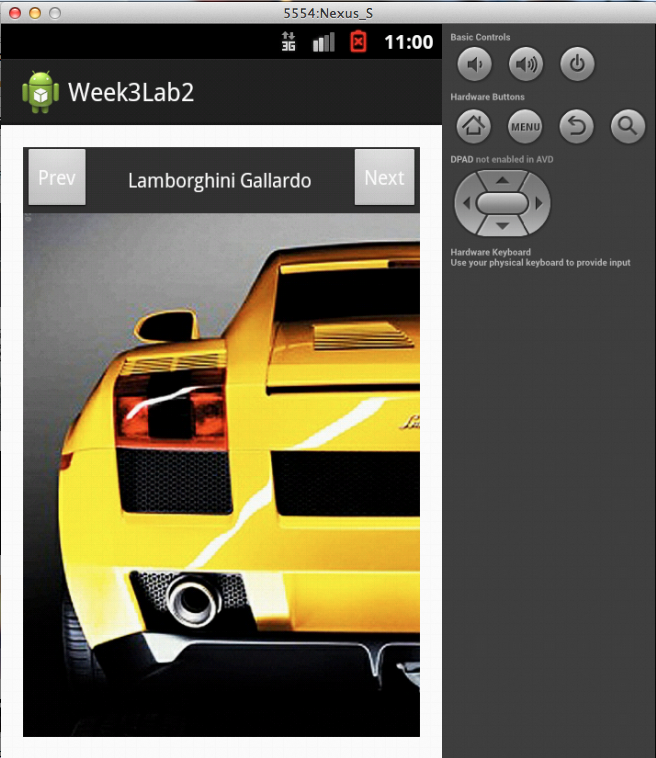 5554:Nexus_S
3G 11:00
Week3Lab2
Prev Lamborghini Gallardo Next
Basic Controls
Hardware Buttons
MENU
DPAD not enabled in AVD
Hardware Keyboard
Use your physical keyboard to provide input